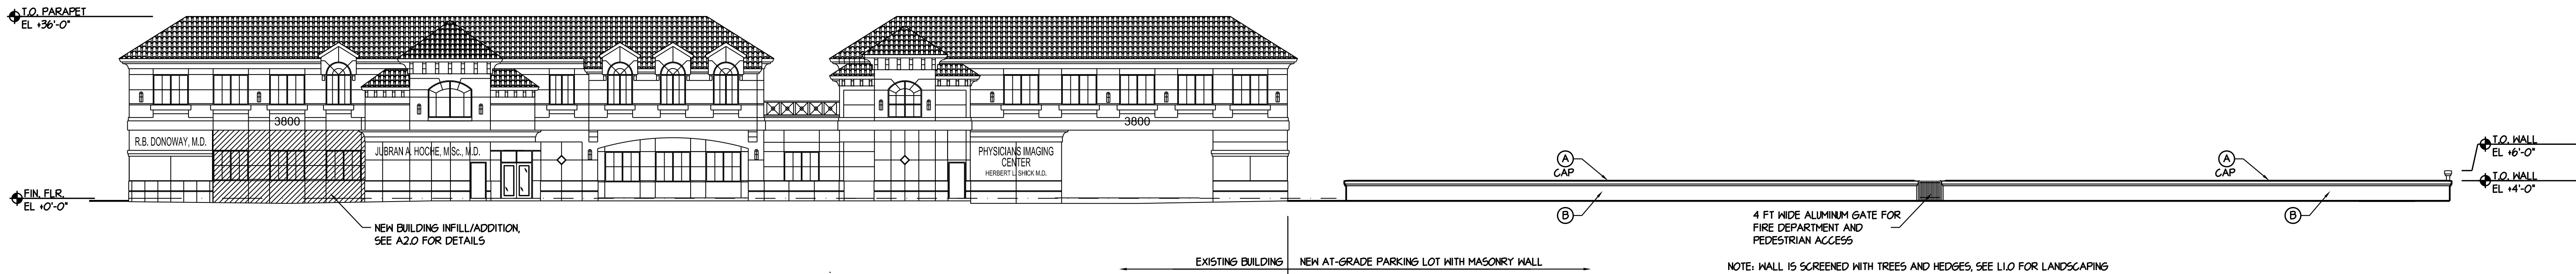 T.O. PARAPET
EL +36'-0"
3800
3800
R.B. DONOWAY, M.D.
JUBRAN A. HOCHE, M.Sc., M.D.
PHYSICIANS IMAGING
CENTER
HERBERT L. SHICK M.D.
T.O. WALL
EL +6'-0"
A
CAP
A
CAP
T.O. WALL
EL +4'-0"
FIN. FLR.
EL +0'-0"
B
B
4 FT WIDE ALUMINUM GATE FOR
FIRE DEPARTMENT AND
PEDESTRIAN ACCESS
NEW BUILDING INFILL/ADDITION,
SEE A2.0 FOR DETAILS
EXISTING BUILDING
NEW AT-GRADE PARKING LOT WITH MASONRY WALL
NOTE: WALL IS SCREENED WITH TREES AND HEDGES, SEE L1.0 FOR LANDSCAPING